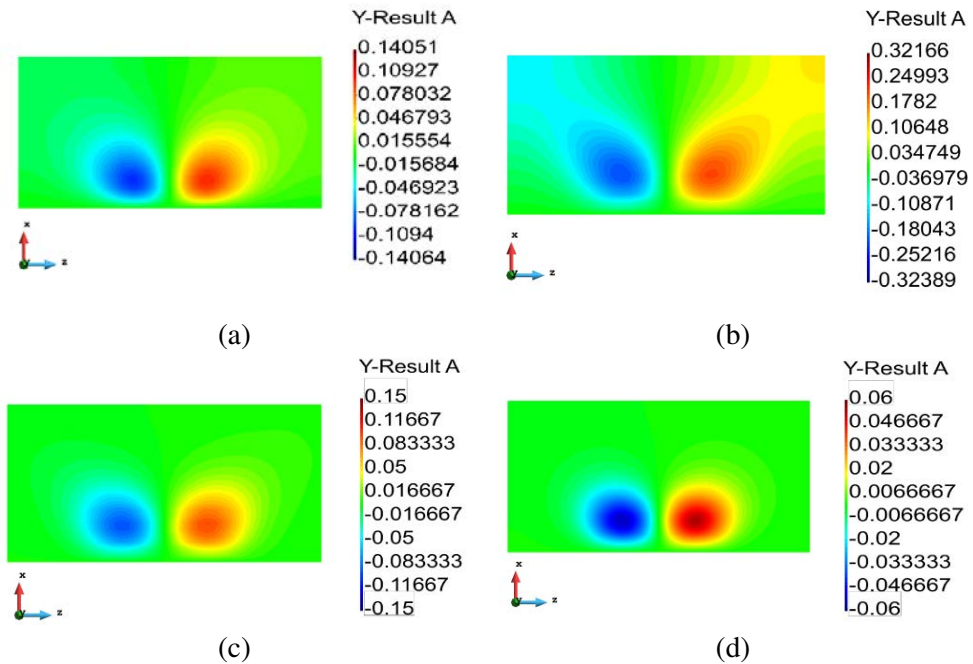 Y-Result A
0.14051
0.10927
0.078032
0.046793
0.015554
-0.015684
-0.046923
-0.078162
-0.1094
-0.14064
x
Y
z
(a)
Y-Result A
0.32166
0.24993
0.1782
0.10648
0.034749
-0.036979
-0.10871
-0.18043
-0.25216
-0.32389
x
Y
z
(b)
Y-Result A
0.15
0.11667
0.083333
0.05
0.016667
-0.016667
-0.05
-0.083333
-0.11667
-0.15
x
Y
z
(c)
Y-Result A
0.06
0.046667
0.033333
0.02
0.0066667
-0.0066667
-0.02
-0.033333
-0.046667
-0.06
x
Y
z
(d)